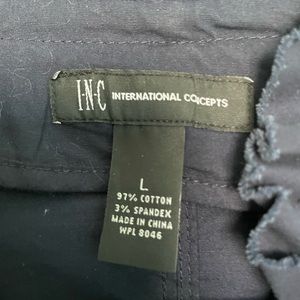 I·N·C INTERNATIONAL CONCEPTS
L
97% COTTON
3% SPANDEX
MADE IN CHINA
WPL 8046